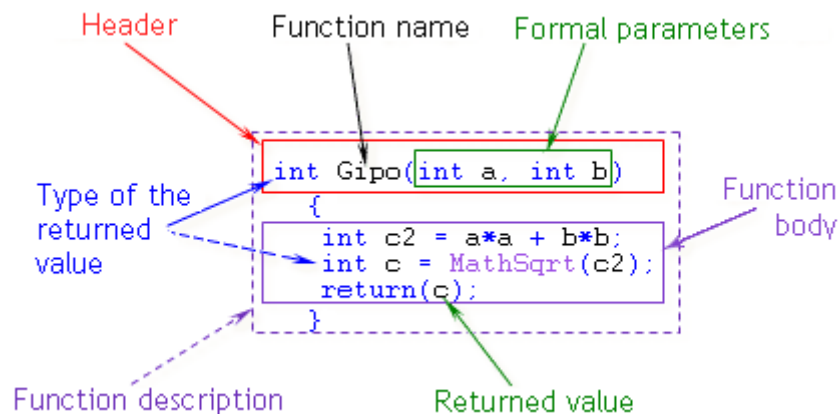 Header
Function name
Formal parameters
int Gipo(int a, int b)
Type of the
returned
value
{
Function
body
int c2 = a*a + b*b;
int c = MathSqrt(c2);
return(c);
}
Function description
Returned value